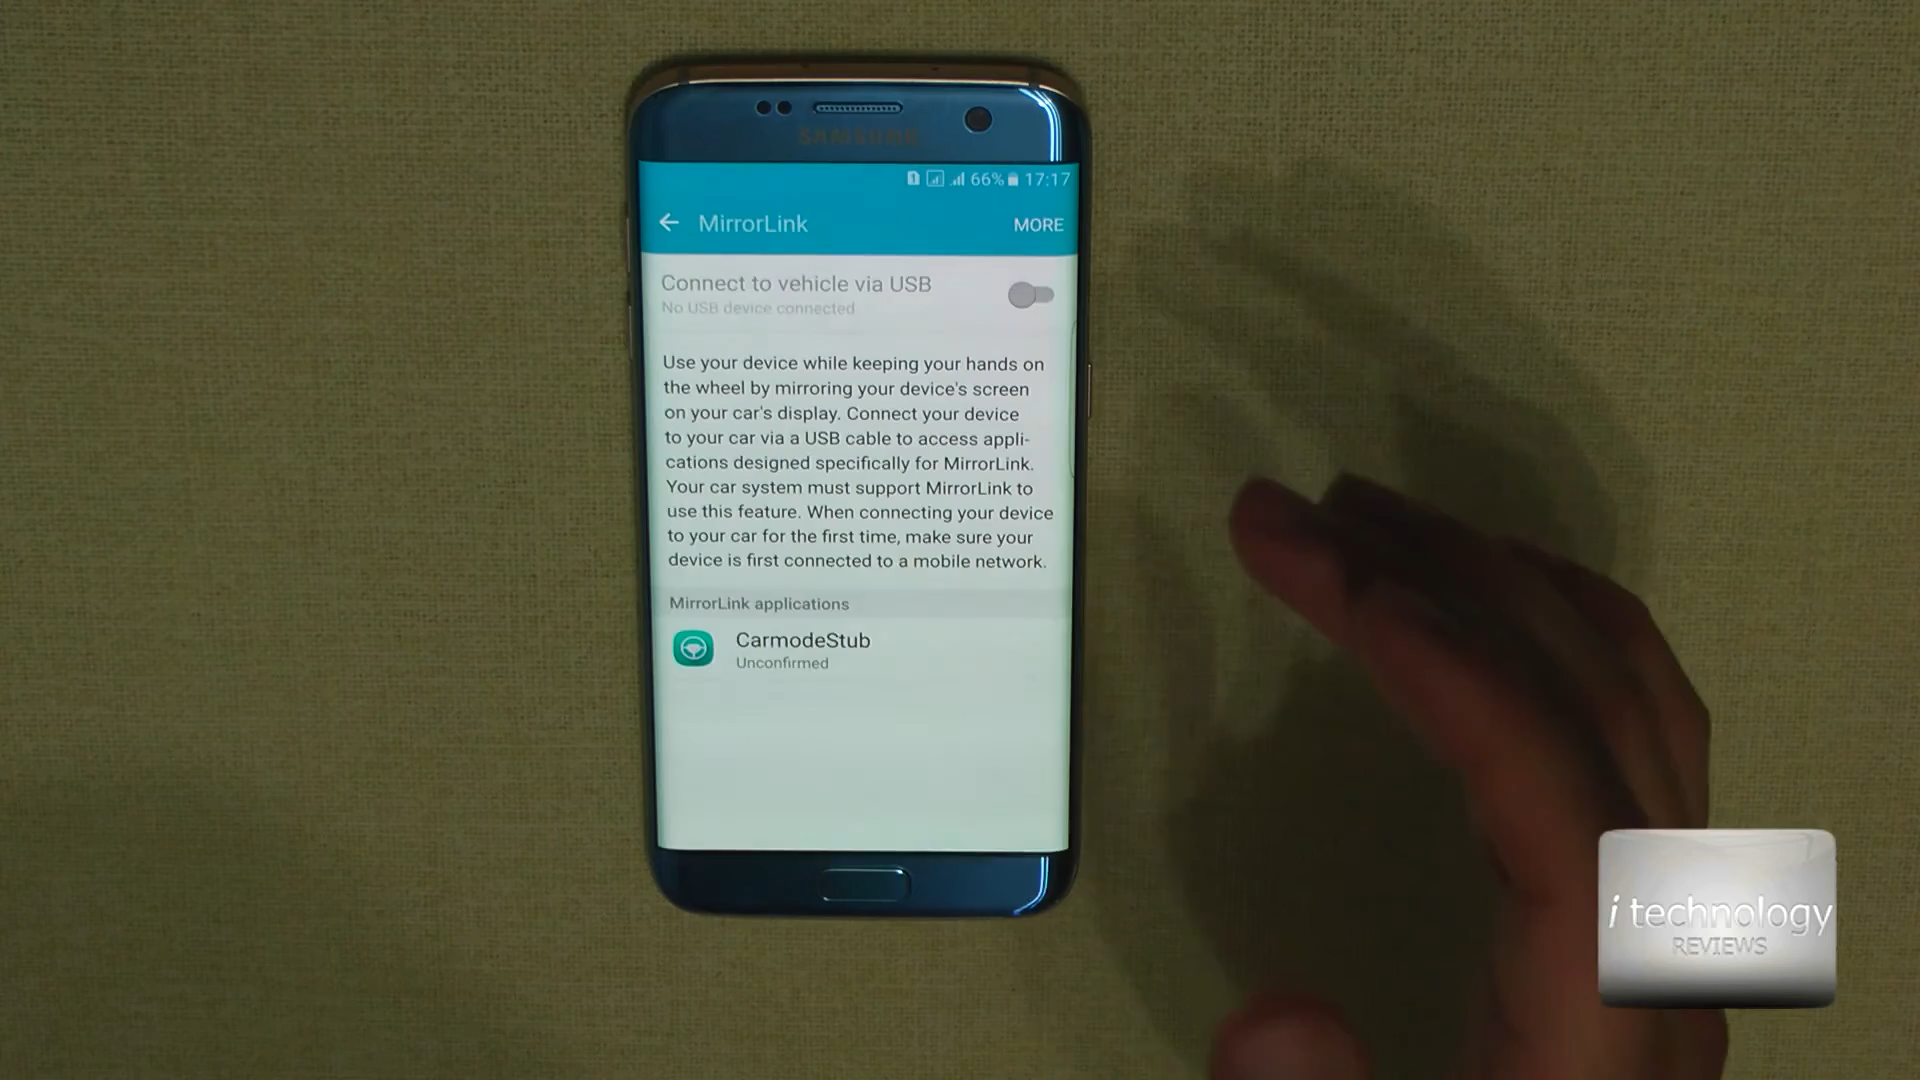 SAMSUNG
66% 17:17
MirrorLink
MORE
Connect to vehicle via USB
No USB device connected
Use your device while keeping your hands on
the wheel by mirroring your device's screen
on your car's display. Connect your device
to your car via a USB cable to access appli-
cations designed specifically for MirrorLink.
Your car system must support MirrorLink to
use this feature. When connecting your device
to your car for the first time, make sure your
device is first connected to a mobile network.
MirrorLink applications
CarmodeStub
Unconfirmed
i technology
REVIEWS